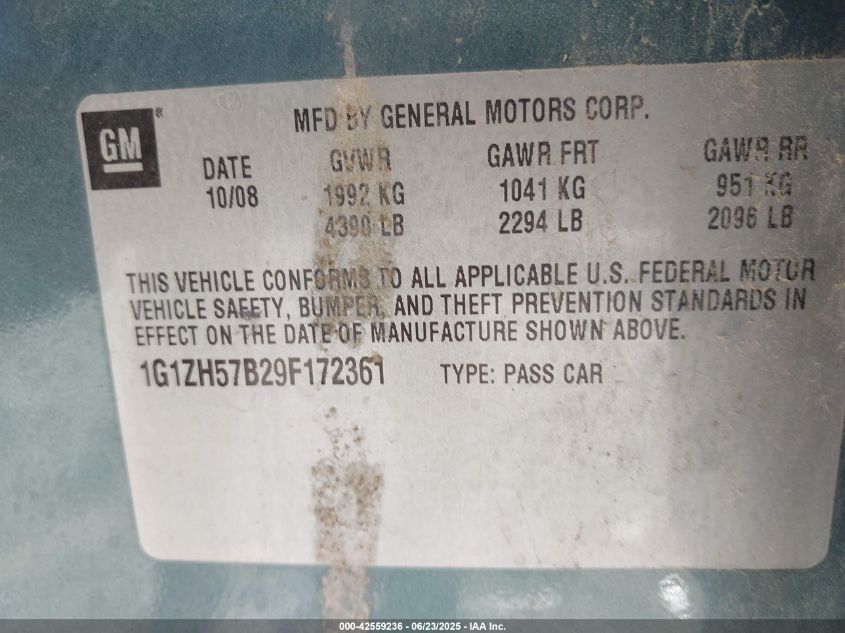 GM ®
MFD BY GENERAL MOTORS CORP.
DATE GVWR GAWR FRT GAWR RR
10/08 1992 KG 1041 KG 951 KG
4390 LB 2294 LB 2096 LB
THIS VEHICLE CONFORMS TO ALL APPLICABLE U.S. FEDERAL MOTOR
VEHICLE SAFETY, BUMPER, AND THEFT PREVENTION STANDARDS IN
EFFECT ON THE DATE OF MANUFACTURE SHOWN ABOVE.
1G1ZH57B29F172361 TYPE: PASS CAR
000-42559236 - 06/23/2025 - IAA Inc.